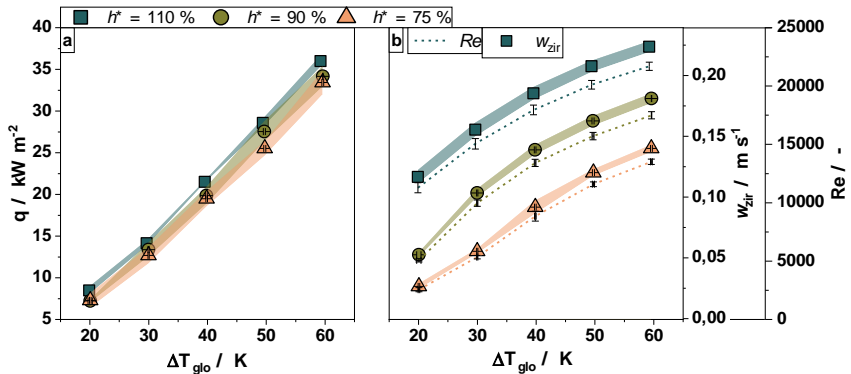 h* = 110 % h* = 90 % h* = 75 %
a
40
35
30
25
20
15
10
5
q / kW m⁻²
20 30 40 50 60
ΔT_glo / K
b
Re w_zir
0,20
0,15
0,10
0,05
0,00
w_zir / m s⁻¹
25000
20000
15000
10000
5000
0
Re / -
20 30 40 50 60
ΔT_glo / K